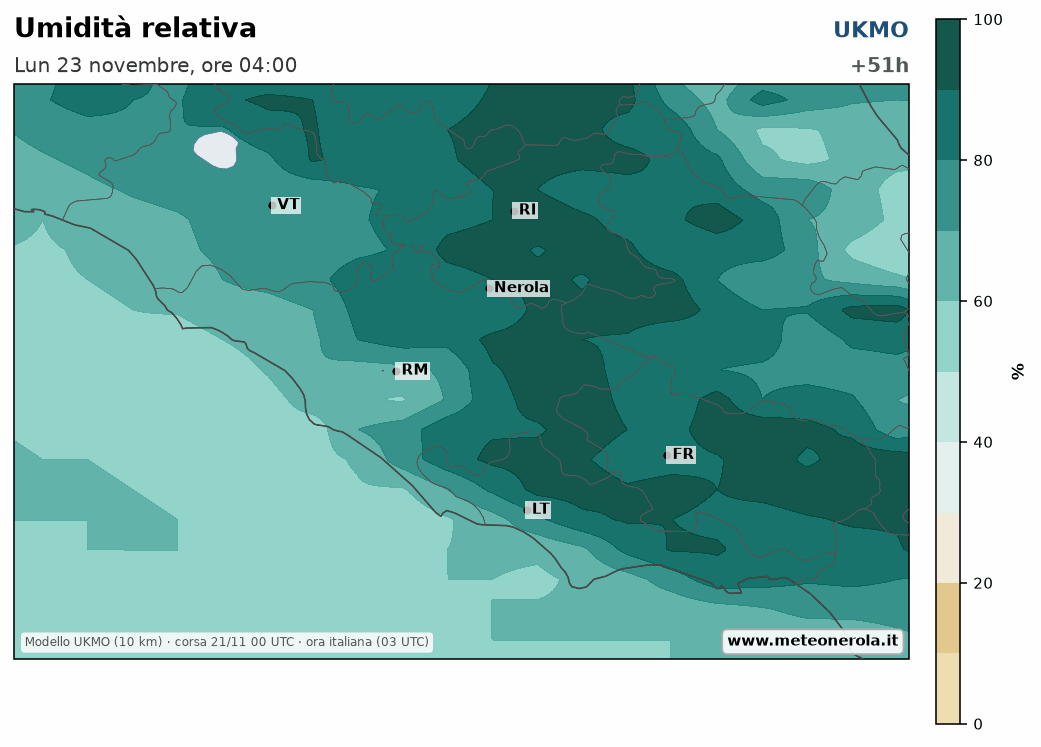 Umidità relativa
UKMO
Lun 23 novembre, ore 04:00
+51h
100
80
60
40
20
0
%
VT
RI
Nerola
RM
FR
LT
Modello UKMO (10 km) · corsa 21/11 00 UTC · ora italiana (03 UTC)
www.meteonerola.it